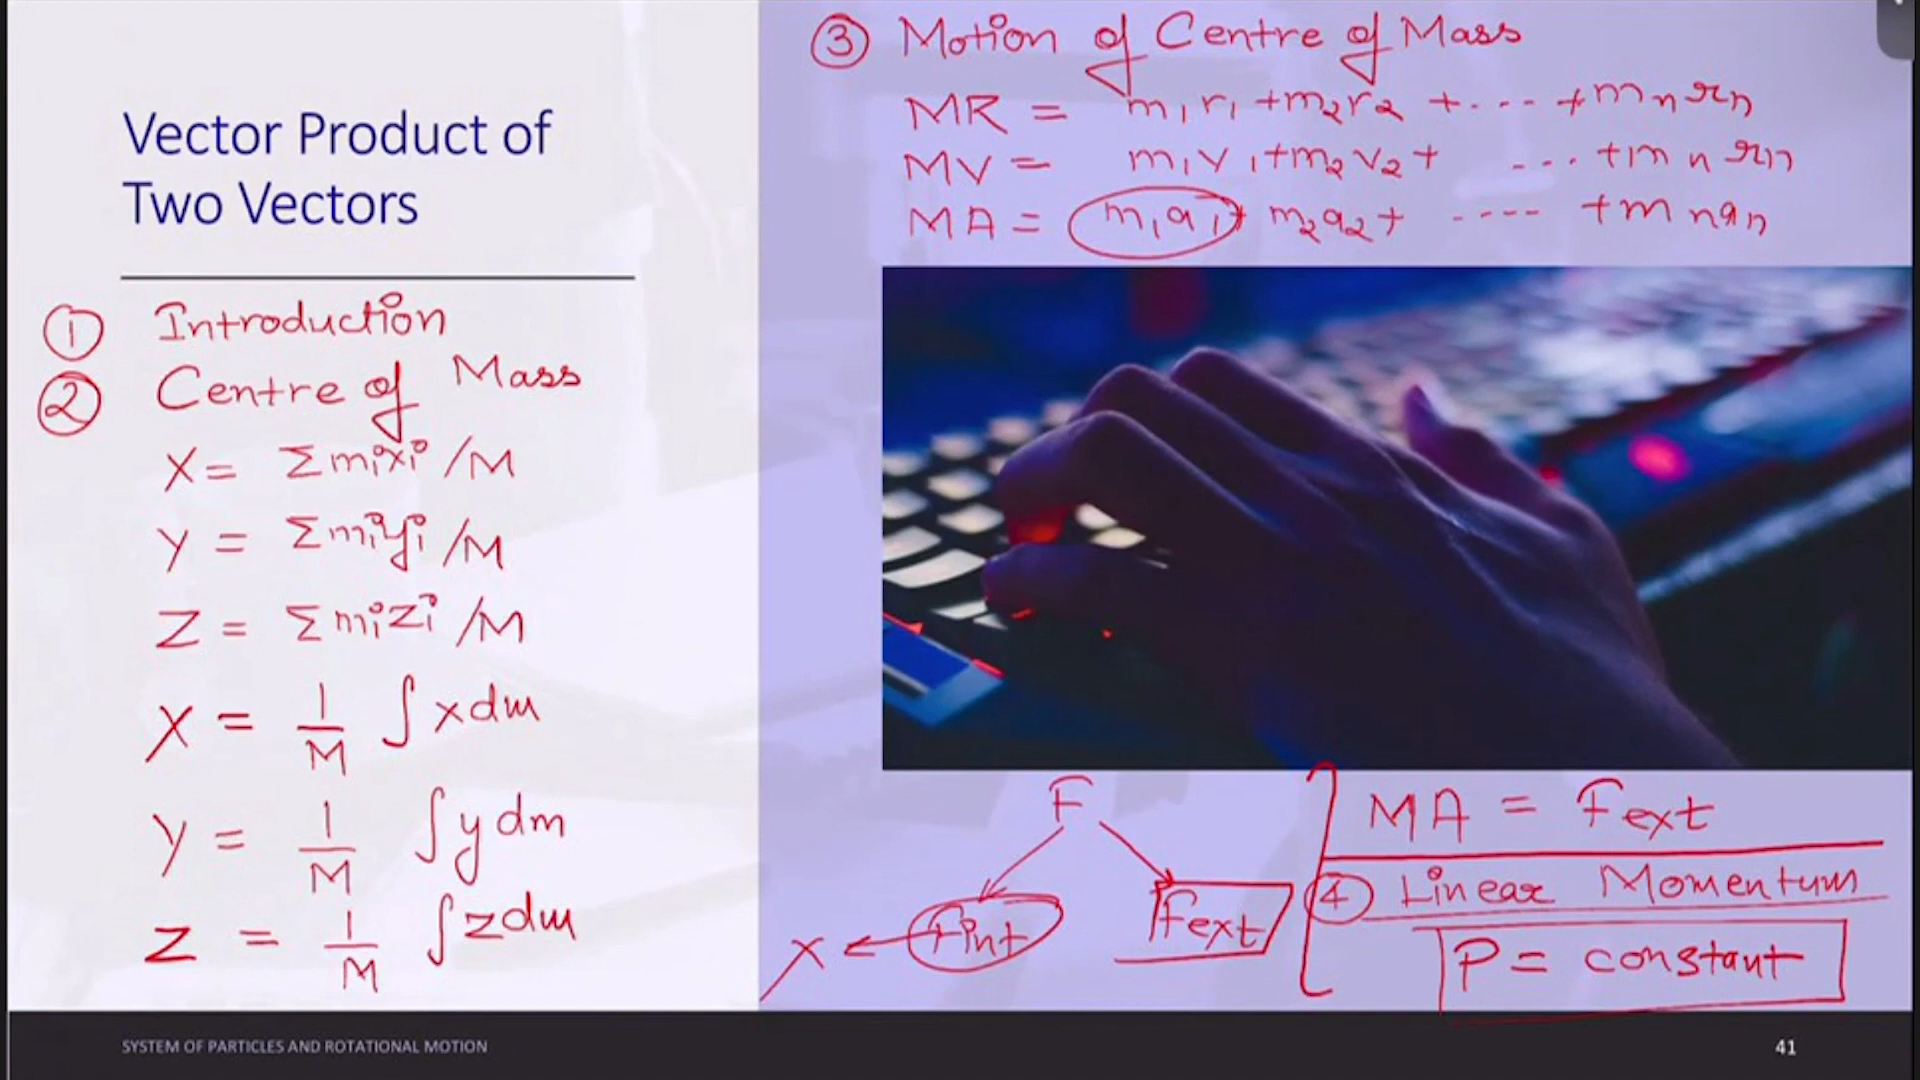 Vector Product of
Two Vectors
① Introduction
② Centre of Mass
X = Σmixi /M
Y = Σmiyi /M
Z = Σmizi /M
X = 1/M ∫xdm
Y = 1/M ∫ydm
Z = 1/M ∫zdm
③ Motion of Centre of Mass
MR = m1r1 +m2r2 +---- +mnrn
MV = m1v1+m2v2+ ---- +mnrn
MA = m1a1+ m2a2+ ---- +mnan
F
X ← Fint Fext
MA = Fext
④ Linear Momentum
P = constant
SYSTEM OF PARTICLES AND ROTATIONAL MOTION
41